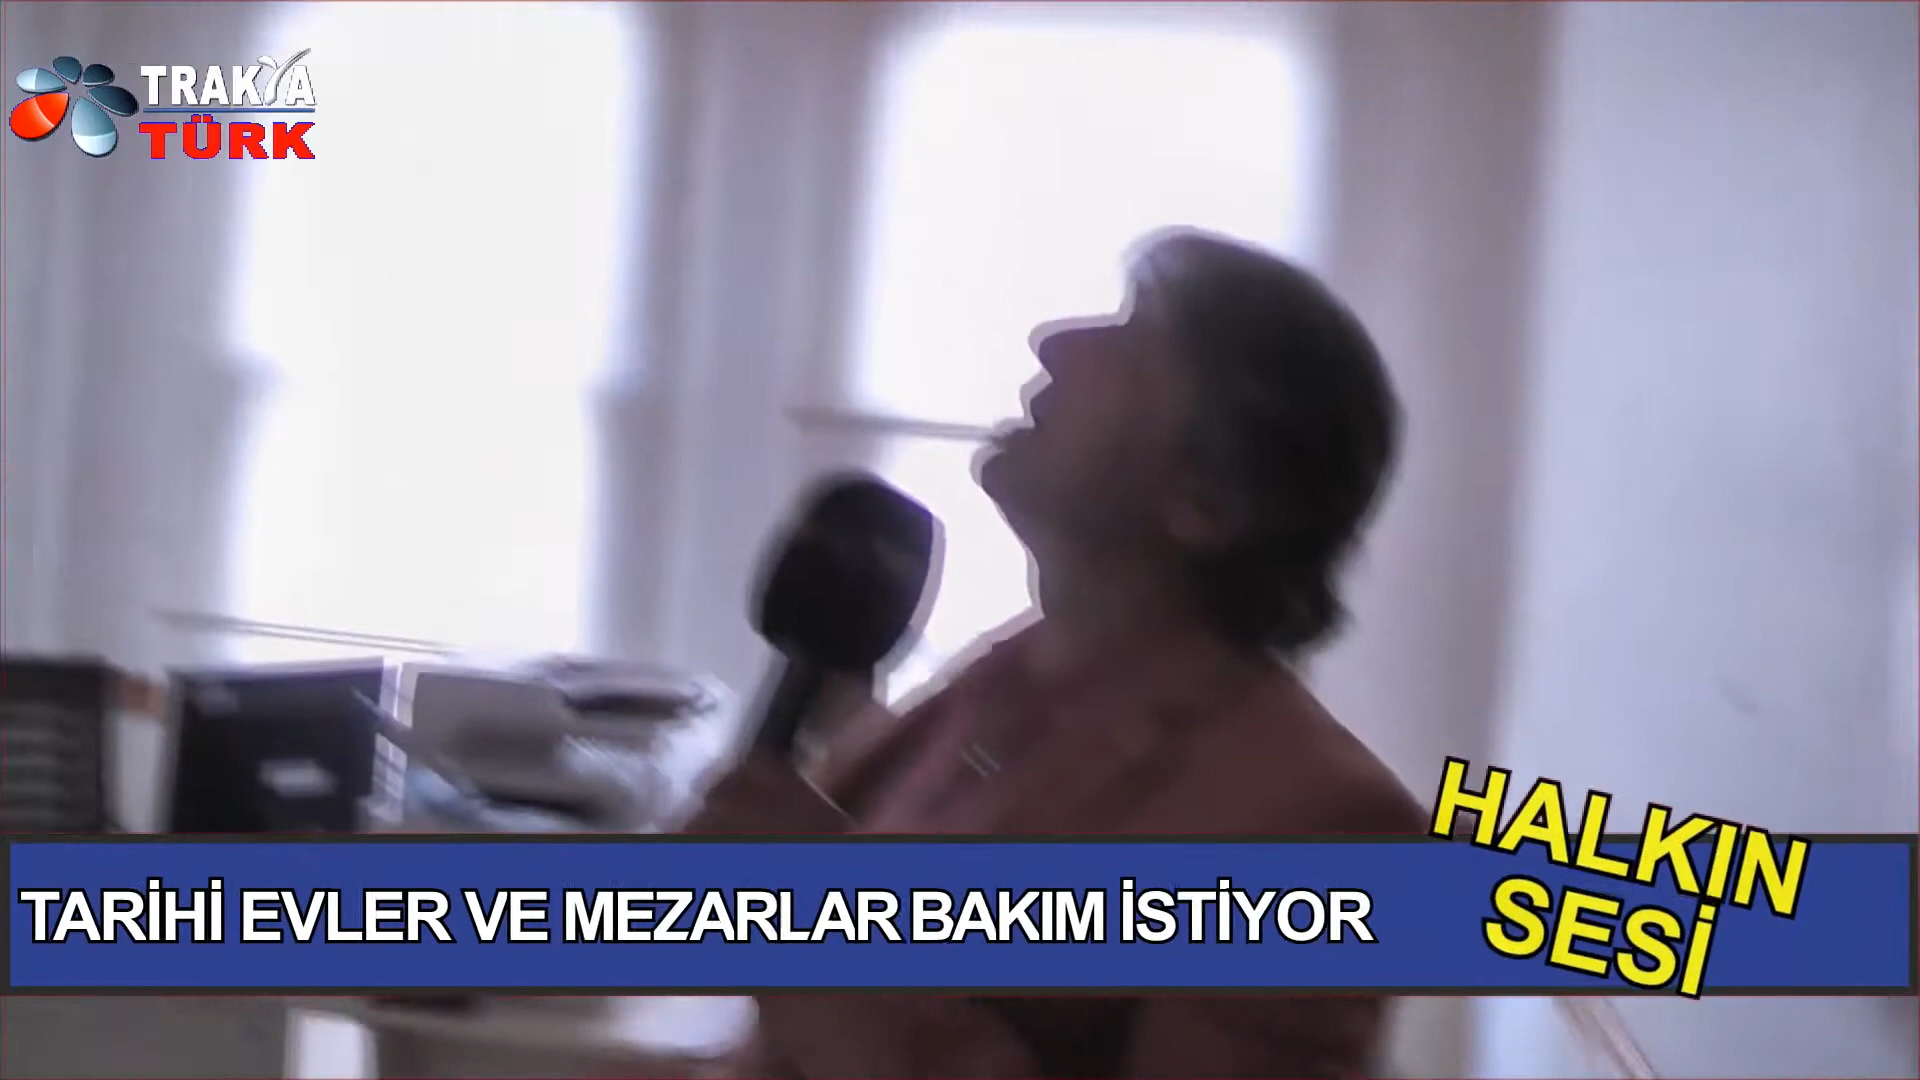 TRAKYA
TÜRK
HALKIN
SESİ
TARİHİ EVLER VE MEZARLAR BAKIM İSTİYOR